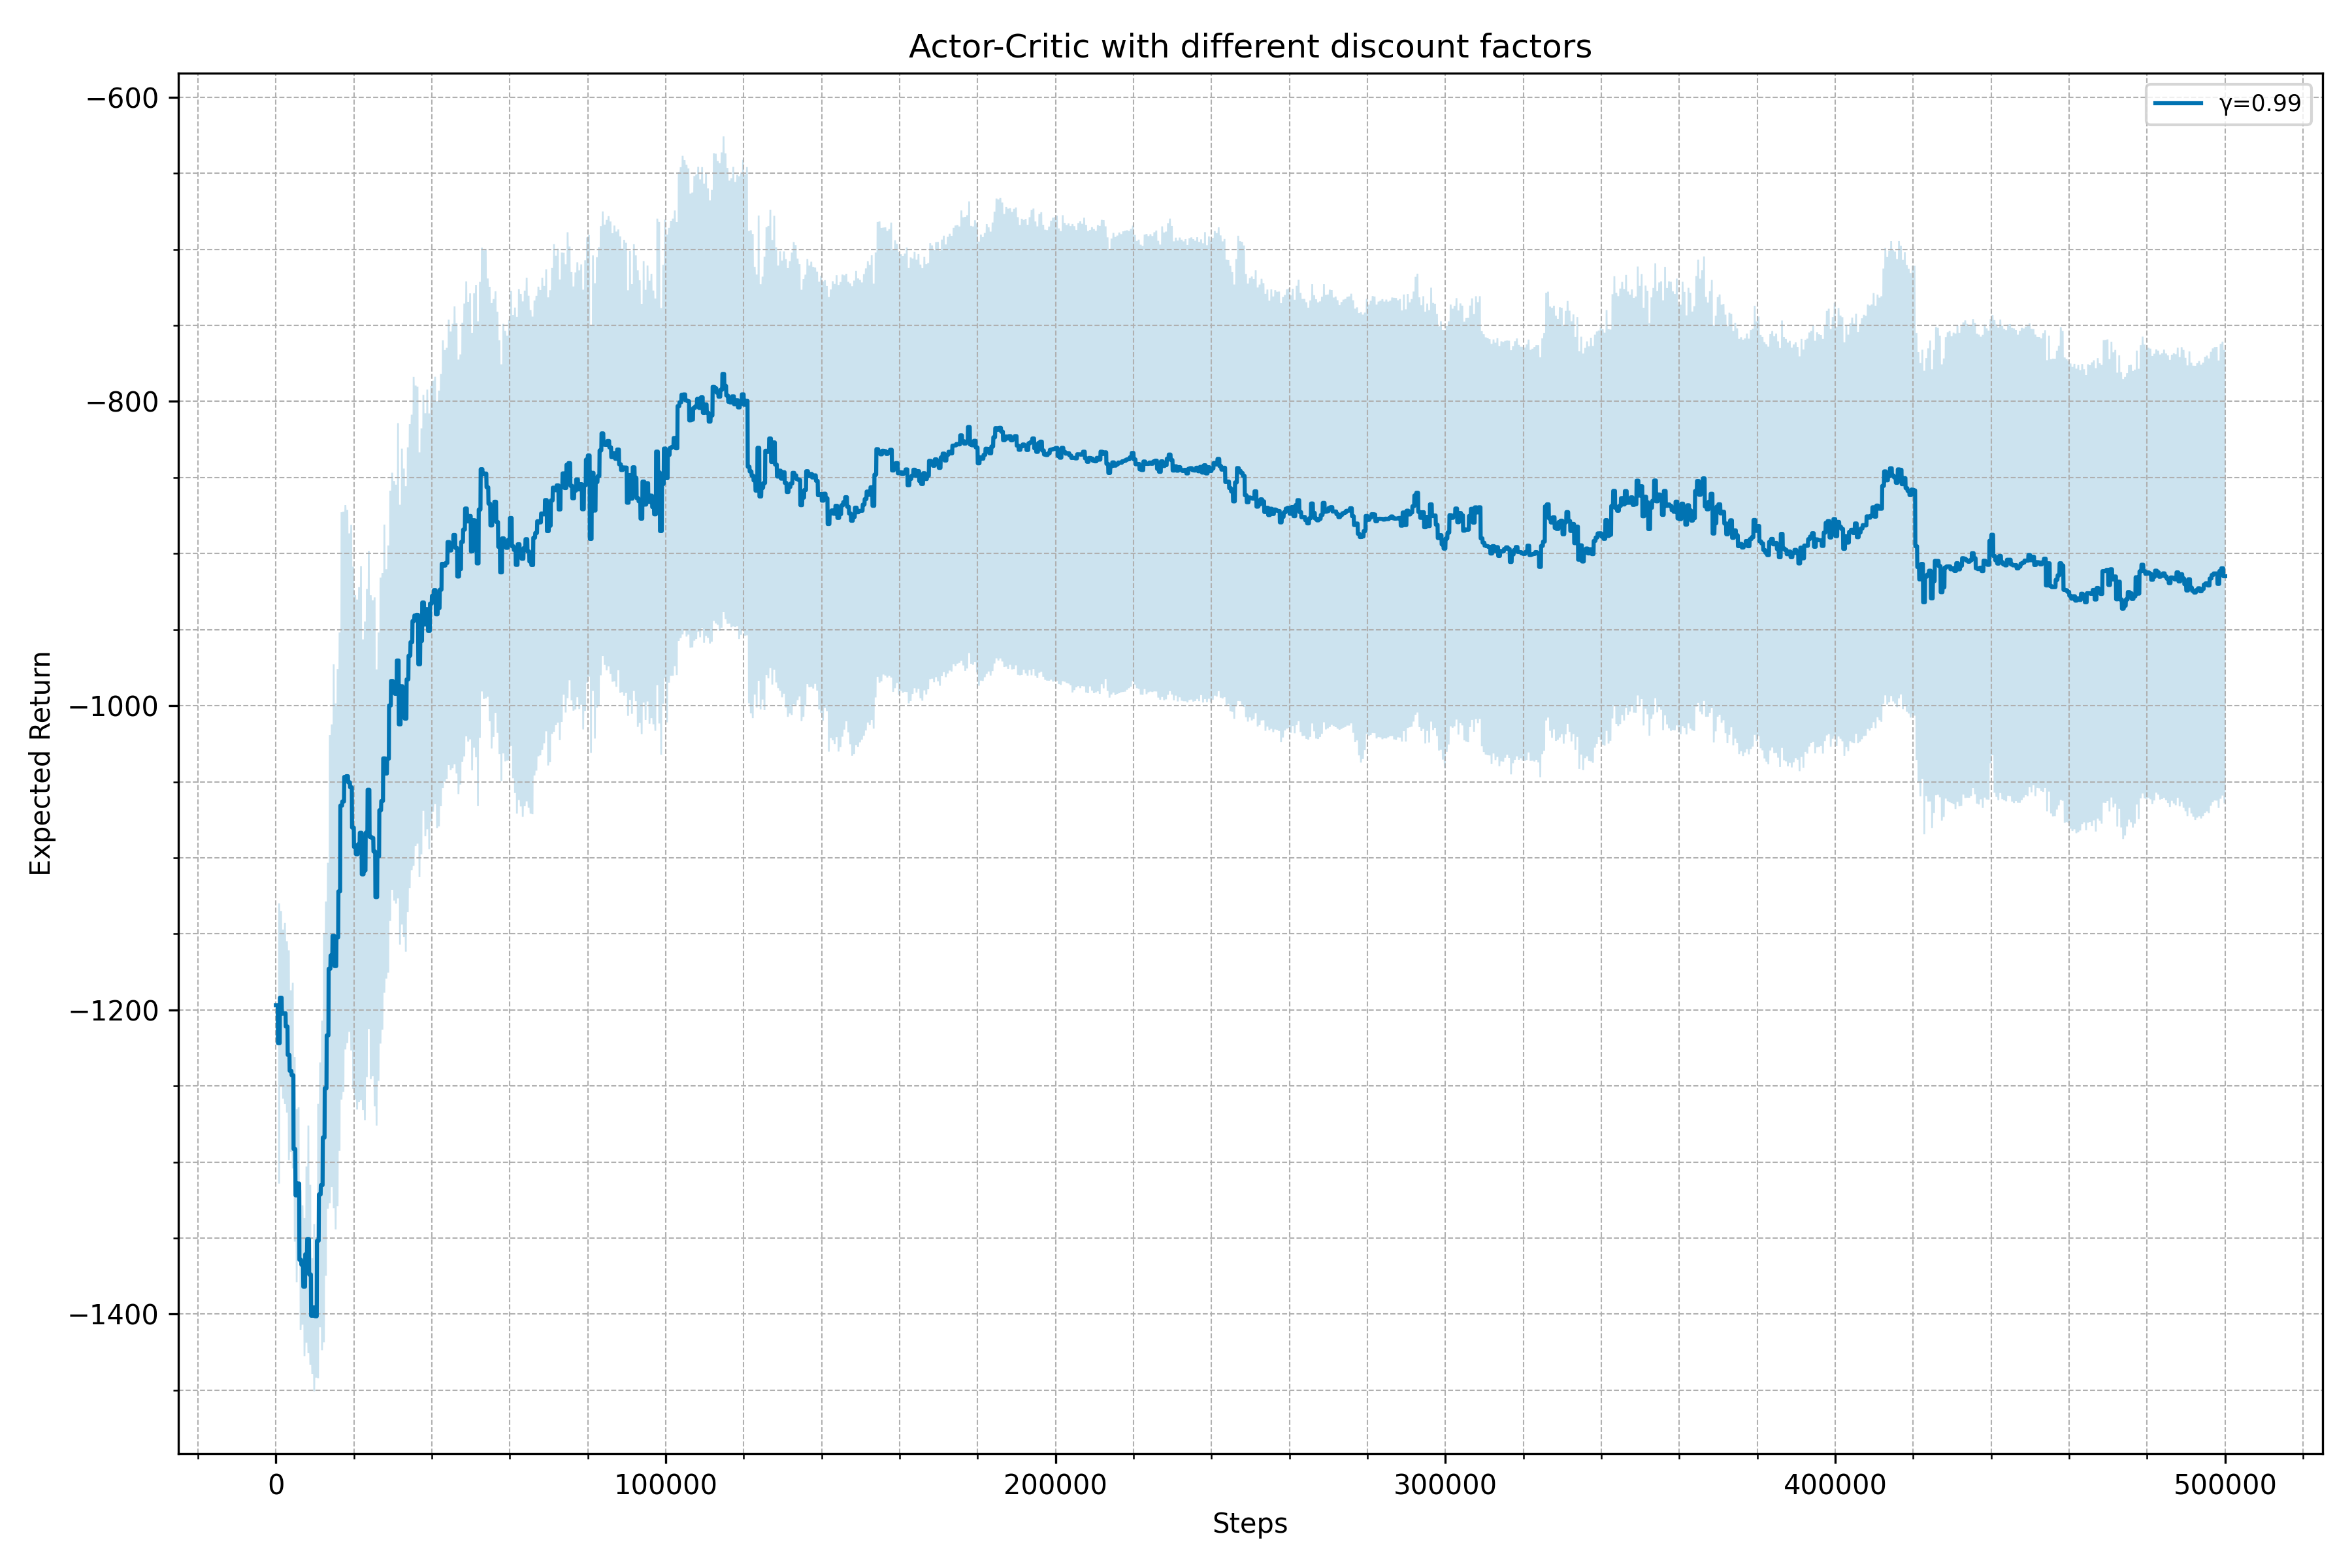 Actor-Critic with different discount factors
γ=0.99
Expected Return
−600
−800
−1000
−1200
−1400
0
100000
200000
300000
400000
500000
Steps